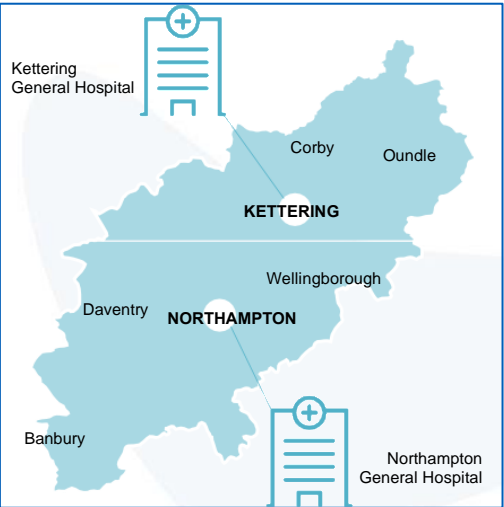 Kettering
General Hospital
Corby
Oundle
KETTERING
Wellingborough
Daventry
NORTHAMPTON
Banbury
Northampton
General Hospital